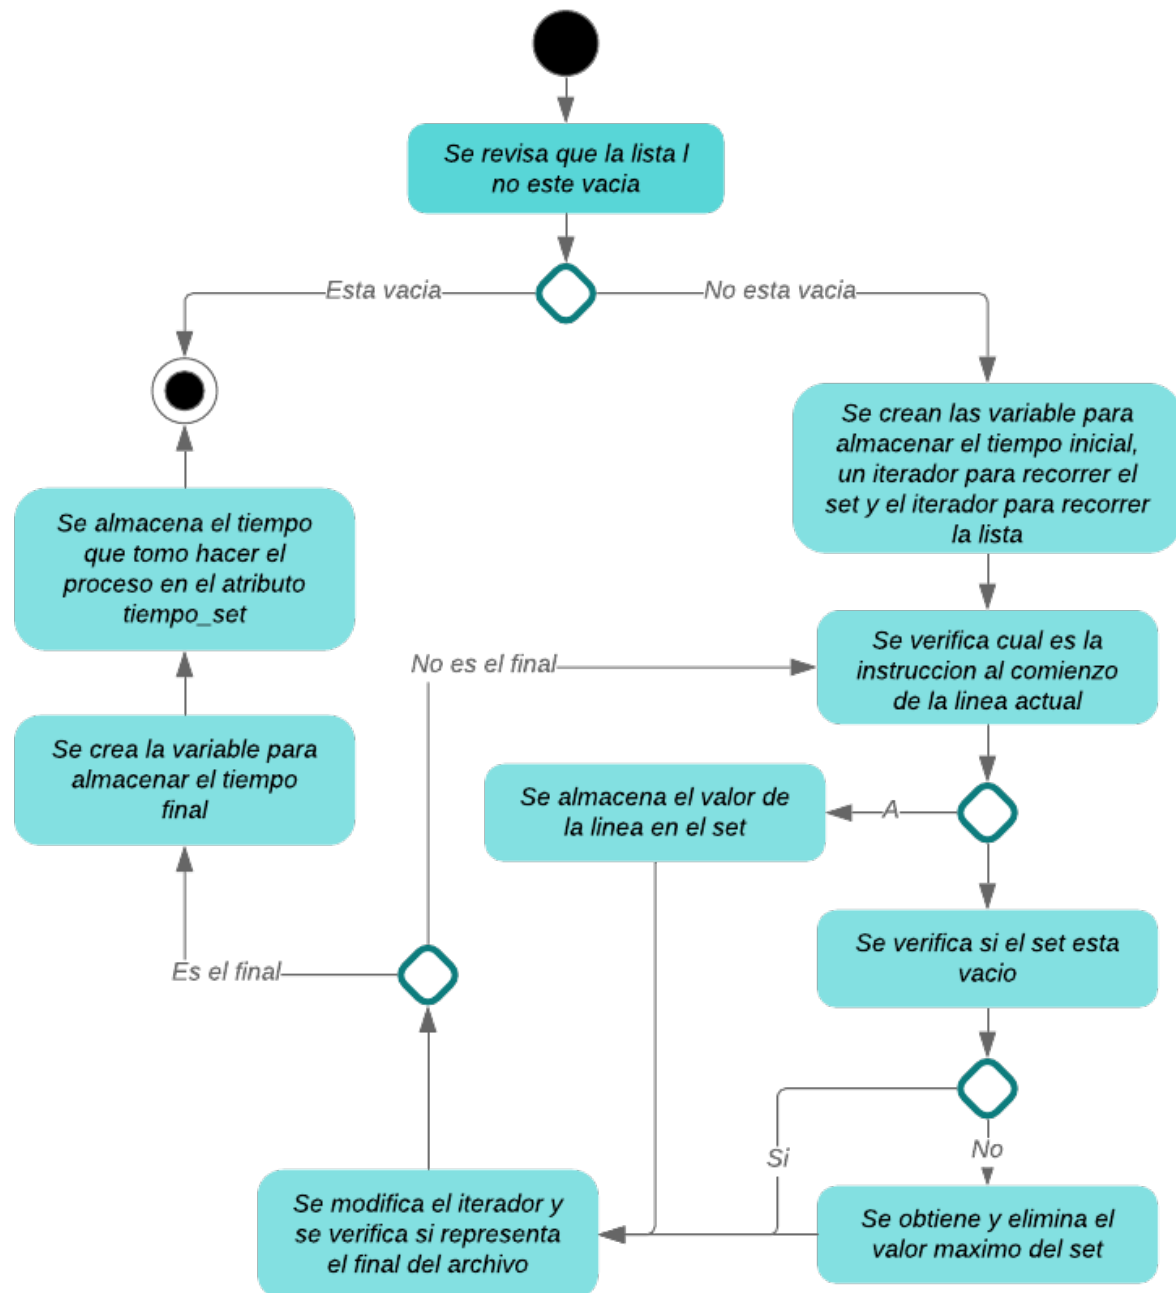 Se revisa que la lista l
no este vacia
Esta vacia
No esta vacia
Se crean las variable para
almacenar el tiempo inicial,
un iterador para recorrer el
set y el iterador para recorrer
la lista
Se almacena el tiempo
que tomo hacer el
proceso en el atributo
tiempo_set
Se verifica cual es la
instruccion al comienzo
de la linea actual
No es el final
Se crea la variable para
almacenar el tiempo
final
Se almacena el valor de
la linea en el set
A
Se verifica si el set esta
vacio
Es el final
Si
No
Se modifica el iterador y
se verifica si representa
el final del archivo
Se obtiene y elimina el
valor maximo del set